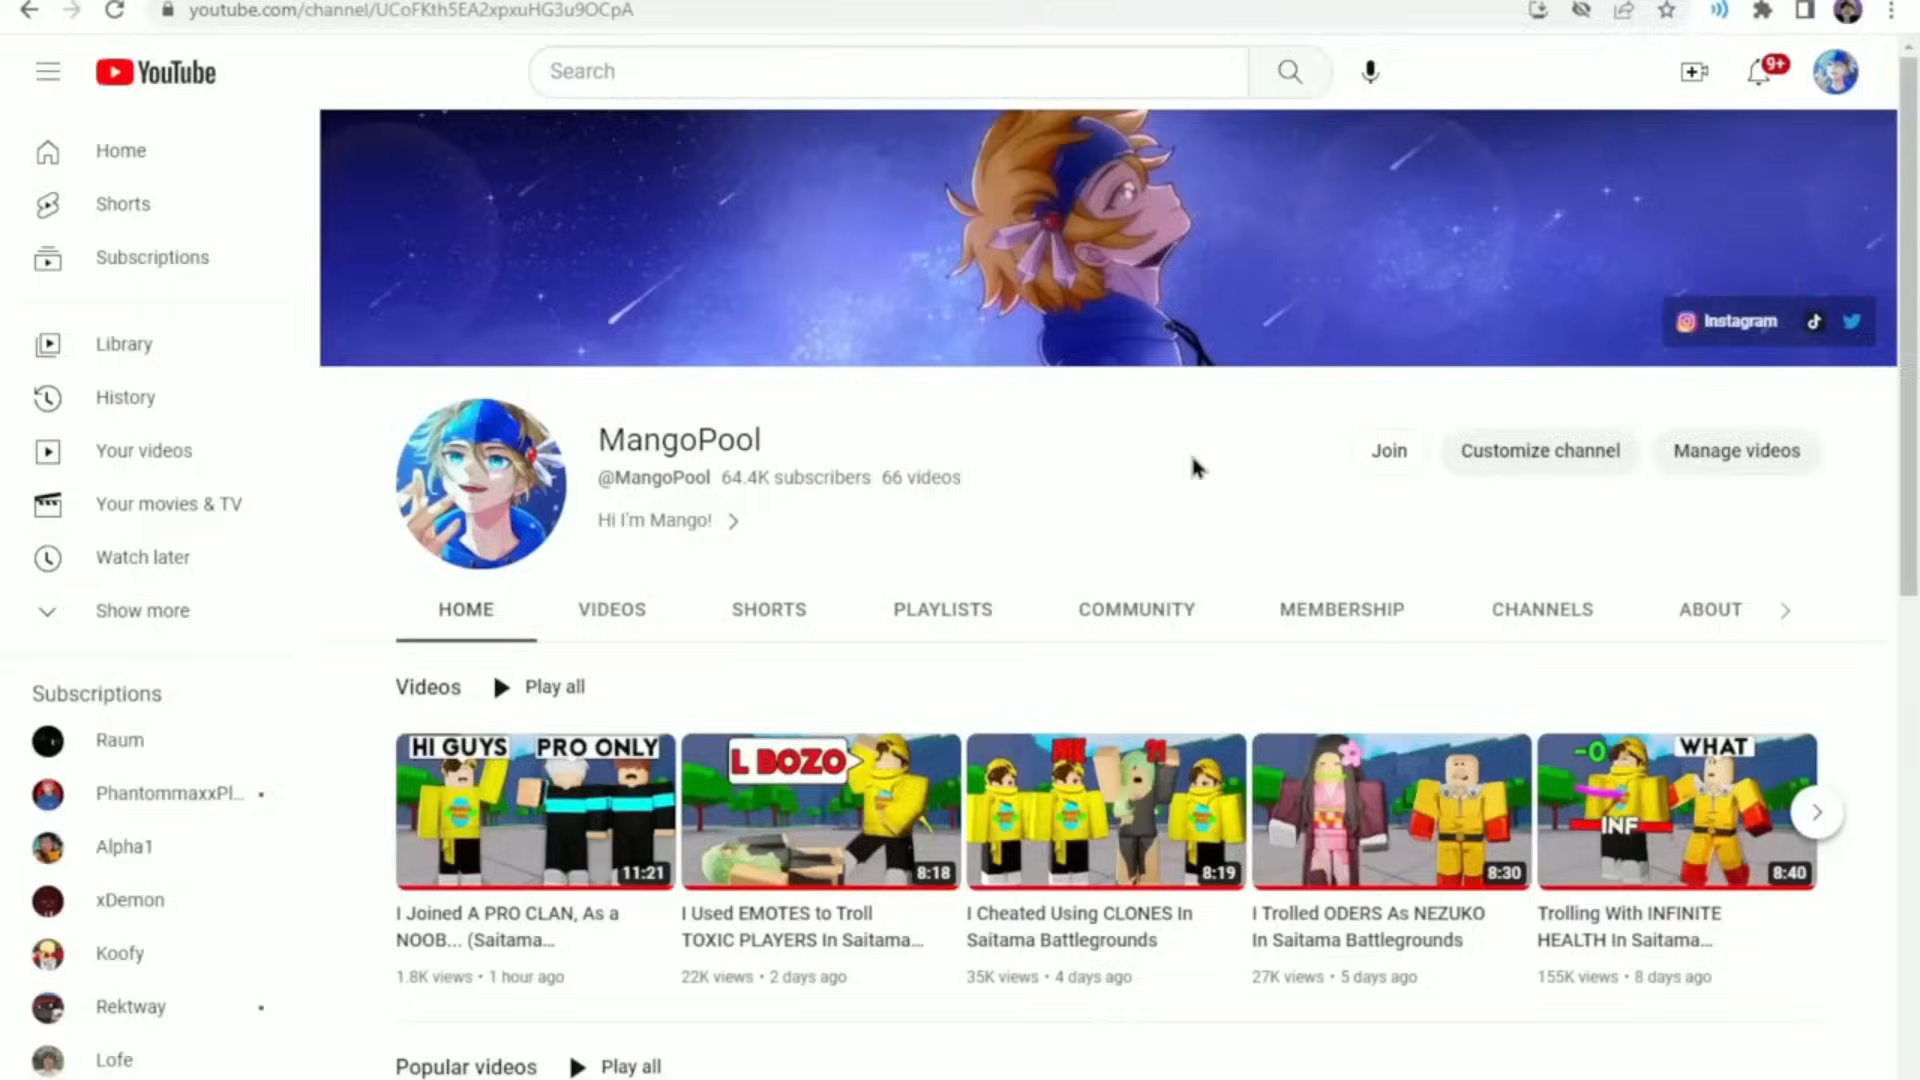 youtube.com/channel/UCoFKth5EA2xpxuHG3u9OCpA
YouTube
Search
9+
Home
Shorts
Subscriptions
Library
History
Your videos
Your movies & TV
Watch later
Show more
Subscriptions
Raum
PhantommaxxPl...
Alpha1
xDemon
Koofy
Rektway
Lofe
Instagram
MangoPool
@MangoPool 64.4K subscribers 66 videos
Hi I'm Mango!
Join
Customize channel
Manage videos
HOME VIDEOS SHORTS PLAYLISTS COMMUNITY MEMBERSHIP CHANNELS ABOUT
Videos Play all
HI GUYS PRO ONLY
11:21
I Joined A PRO CLAN, As a
NOOB... (Saitama...
1.8K views • 1 hour ago
L BOZO
8:18
I Used EMOTES to Troll
TOXIC PLAYERS In Saitama...
22K views • 2 days ago
ME ?!
8:19
I Cheated Using CLONES In
Saitama Battlegrounds
35K views • 4 days ago
8:30
I Trolled ODERS As NEZUKO
In Saitama Battlegrounds
27K views • 5 days ago
-0 WHAT
INF
8:40
Trolling With INFINITE
HEALTH In Saitama...
155K views • 8 days ago
Popular videos Play all